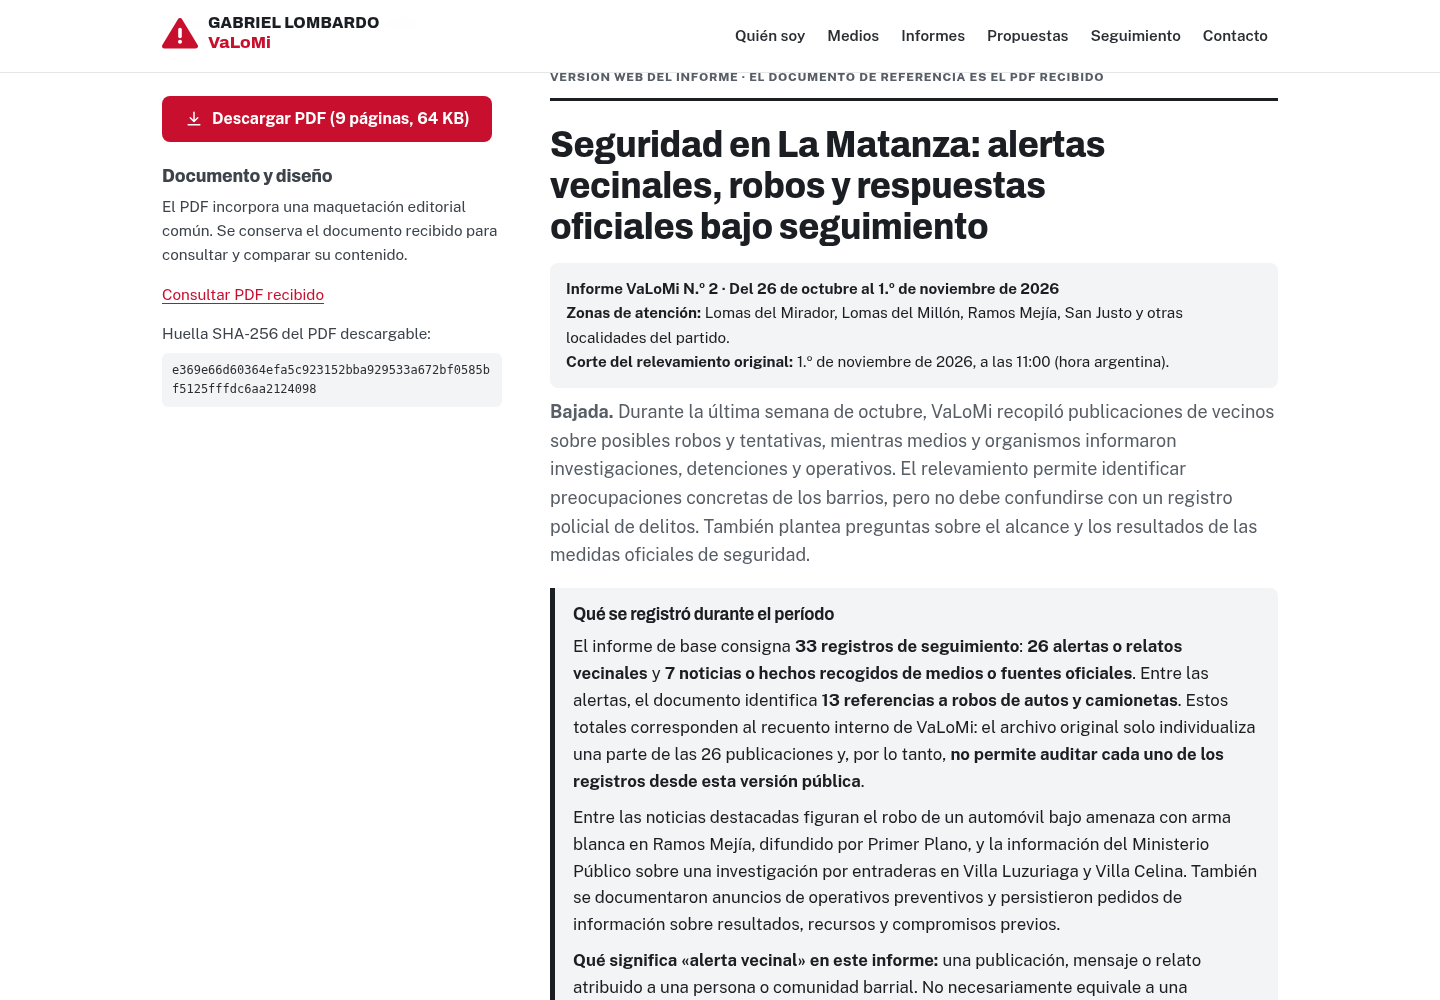 GABRIEL LOMBARDO
VaLoMi
Quién soy Medios Informes Propuestas Seguimiento Contacto
Descargar PDF (9 páginas, 64 KB)
Documento y diseño
El PDF incorpora una maquetación editorial
común. Se conserva el documento recibido para
consultar y comparar su contenido.
Consultar PDF recibido
Huella SHA-256 del PDF descargable:
e369e66d60364efa5c923152bba929533a672bf0585b
f5125fffdc6aa2124098
VERSIÓN WEB DEL INFORME · EL DOCUMENTO DE REFERENCIA ES EL PDF RECIBIDO
Seguridad en La Matanza: alertas
vecinales, robos y respuestas
oficiales bajo seguimiento
Informe VaLoMi N.º 2 · Del 26 de octubre al 1.º de noviembre de 2026
Zonas de atención: Lomas del Mirador, Lomas del Millón, Ramos Mejía, San Justo y otras
localidades del partido.
Corte del relevamiento original: 1.º de noviembre de 2026, a las 11:00 (hora argentina).
Bajada. Durante la última semana de octubre, VaLoMi recopiló publicaciones de vecinos
sobre posibles robos y tentativas, mientras medios y organismos informaron
investigaciones, detenciones y operativos. El relevamiento permite identificar
preocupaciones concretas de los barrios, pero no debe confundirse con un registro
policial de delitos. También plantea preguntas sobre el alcance y los resultados de las
medidas oficiales de seguridad.
Qué se registró durante el período
El informe de base consigna 33 registros de seguimiento: 26 alertas o relatos
vecinales y 7 noticias o hechos recogidos de medios o fuentes oficiales. Entre las
alertas, el documento identifica 13 referencias a robos de autos y camionetas. Estos
totales corresponden al recuento interno de VaLoMi: el archivo original solo individualiza
una parte de las 26 publicaciones y, por lo tanto, no permite auditar cada uno de los
registros desde esta versión pública.
Entre las noticias destacadas figuran el robo de un automóvil bajo amenaza con arma
blanca en Ramos Mejía, difundido por Primer Plano, y la información del Ministerio
Público sobre una investigación por entraderas en Villa Luzuriaga y Villa Celina. También
se documentaron anuncios de operativos preventivos y persistieron pedidos de
información sobre resultados, recursos y compromisos previos.
Qué significa «alerta vecinal» en este informe: una publicación, mensaje o relato
atribuido a una persona o comunidad barrial. No necesariamente equivale a una